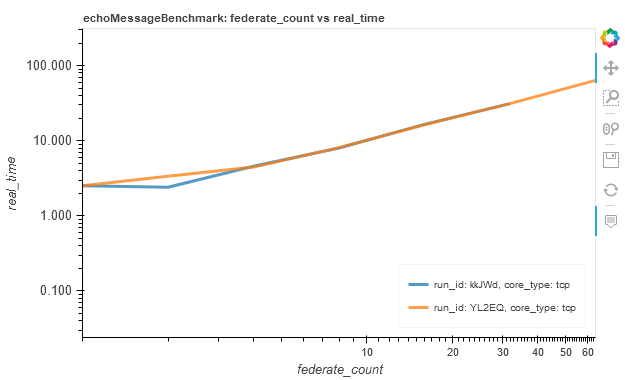 echoMessageBenchmark: federate_count vs real_time
100.000
10.000
1.000
0.100
real_time
run_id: kkJWd, core_type: tcp
run_id: YL2EQ, core_type: tcp
10
20
30
40
50
60
federate_count